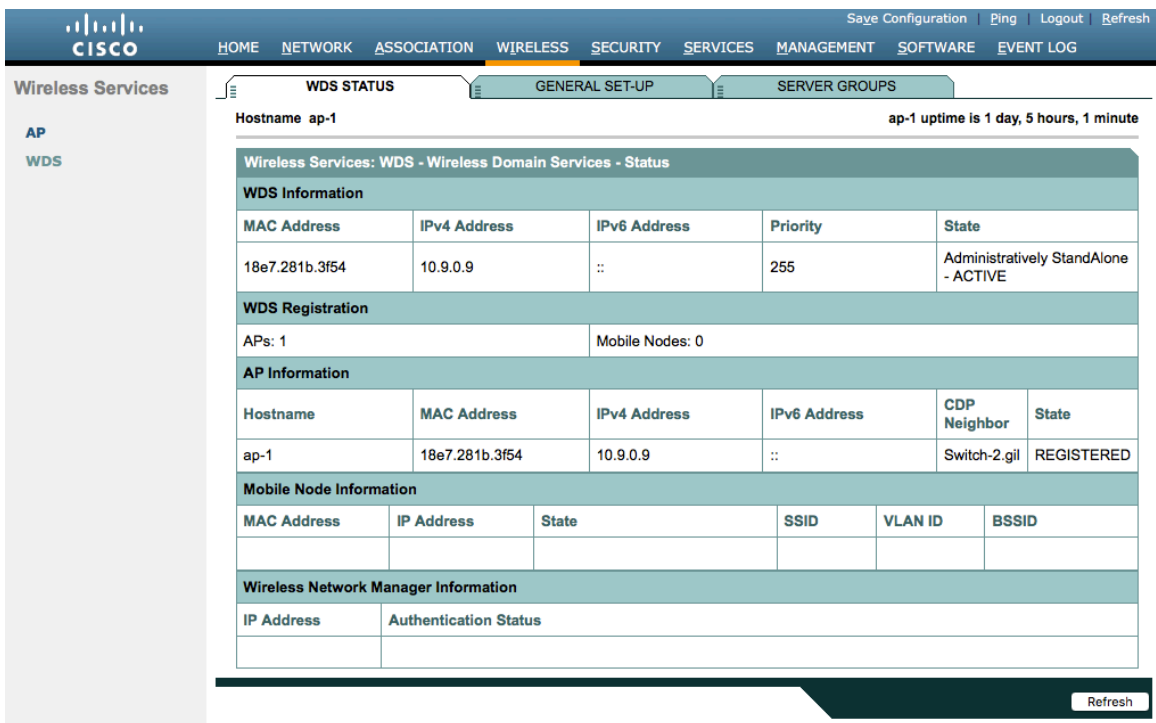 Save Configuration | Ping | Logout | Refresh
CISCO
HOME NETWORK ASSOCIATION WIRELESS SECURITY SERVICES MANAGEMENT SOFTWARE EVENT LOG
Wireless Services
AP
WDS
WDS STATUS GENERAL SET-UP SERVER GROUPS
Hostname ap-1 ap-1 uptime is 1 day, 5 hours, 1 minute
Wireless Services: WDS - Wireless Domain Services - Status
WDS Information
MAC Address IPv4 Address IPv6 Address Priority State
18e7.281b.3f54 10.9.0.9 :: 255 Administratively StandAlone
- ACTIVE
WDS Registration
APs: 1 Mobile Nodes: 0
AP Information
Hostname MAC Address IPv4 Address IPv6 Address CDP Neighbor State
ap-1 18e7.281b.3f54 10.9.0.9 :: Switch-2.gil REGISTERED
Mobile Node Information
MAC Address IP Address State SSID VLAN ID BSSID
Wireless Network Manager Information
IP Address Authentication Status
Refresh